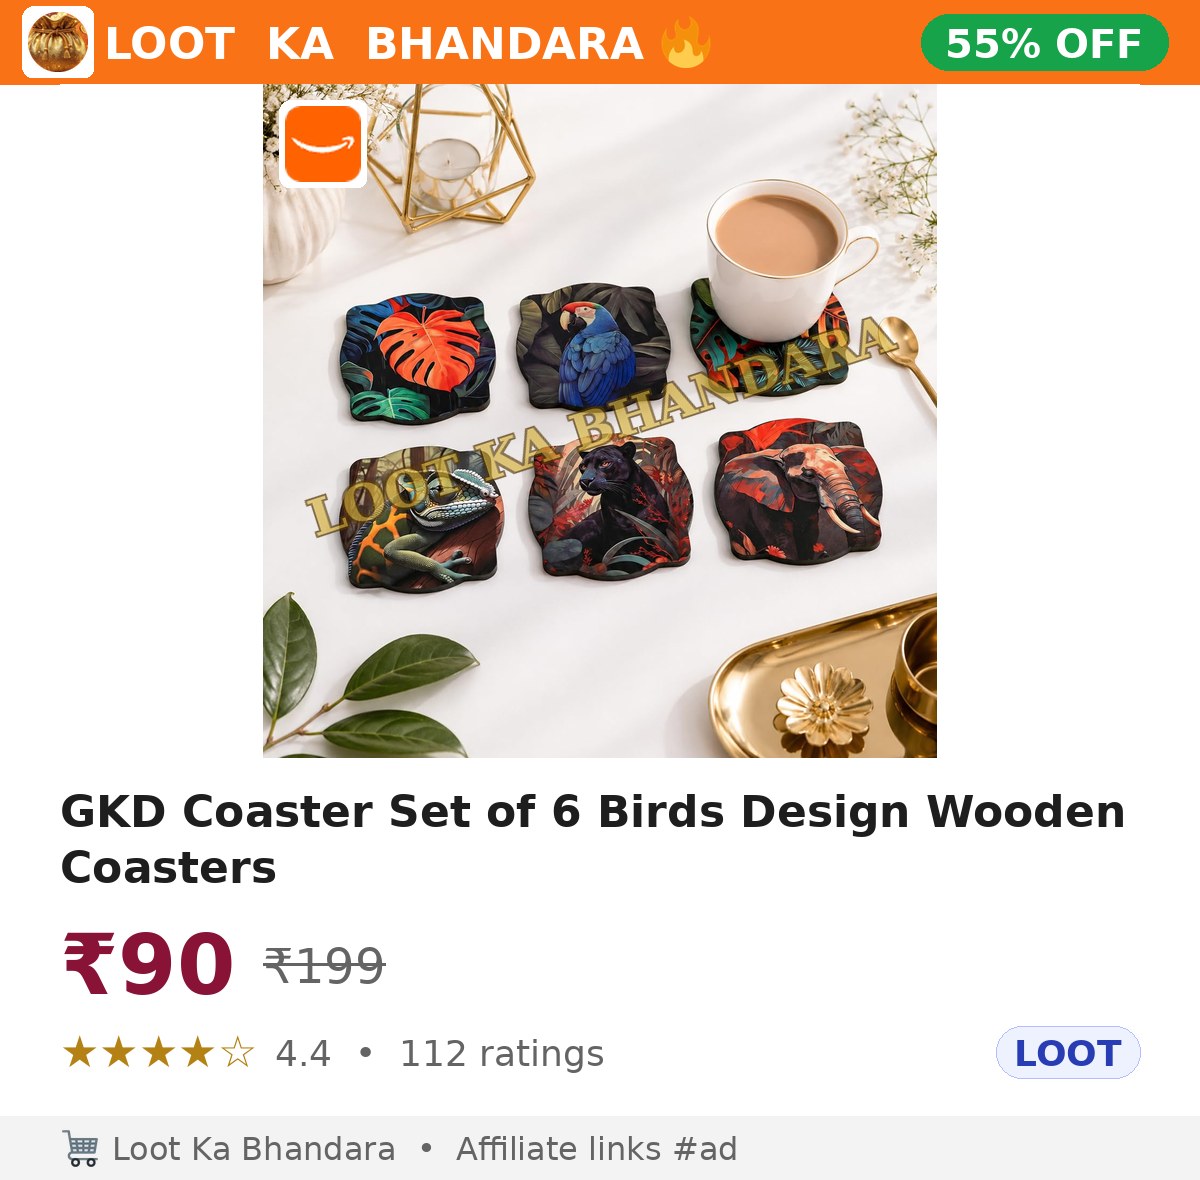 LOOT KA BHANDARA 🔥
55% OFF
LOOT KA BHANDARA
GKD Coaster Set of 6 Birds Design Wooden
Coasters
₹90 ₹199
★★★★☆ 4.4 • 112 ratings
LOOT
🛒 Loot Ka Bhandara • Affiliate links #ad